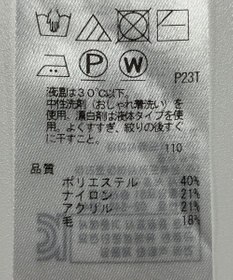 P W
P23T
液温は30℃以下。
中性洗剤(おしゃれ着洗い)を
使用。漂白剤は液体タイプを使
用。よくすすぎ、絞りの後すぐ
に干すこと。
110
品質
ポリエステル 40%
ナイロン 21%
アクリル 21%
毛 18%